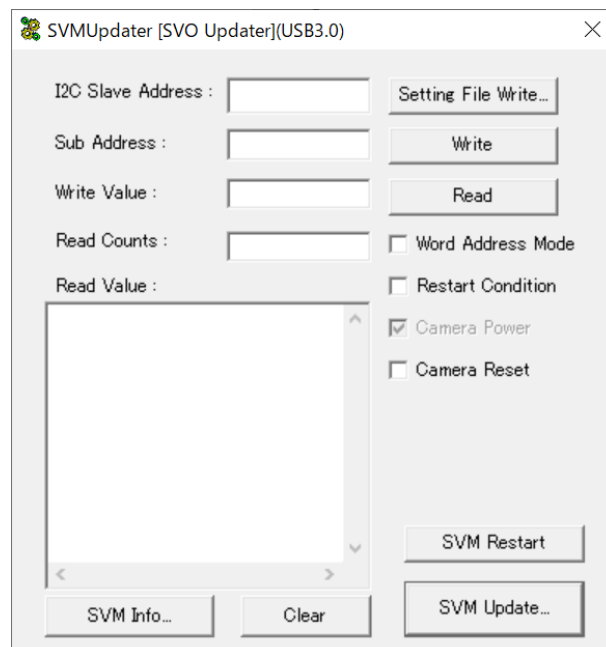 SVMUpdater [SVO Updater](USB3.0)
I2C Slave Address :
Setting File Write...
Sub Address :
Write
Write Value :
Read
Read Counts :
Word Address Mode
Read Value :
Restart Condition
Camera Power
Camera Reset
SVM Restart
SVM Info...
Clear
SVM Update...